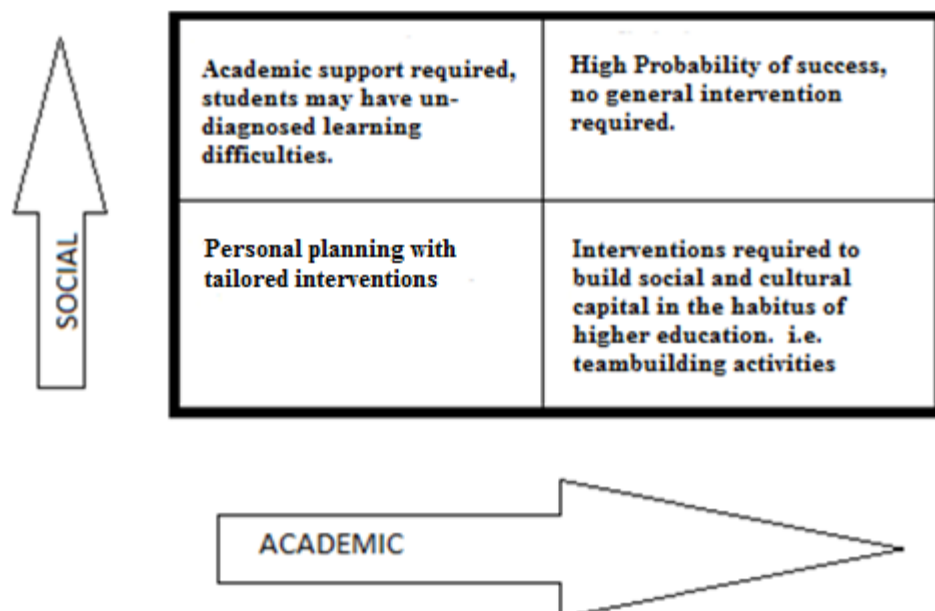 Academic support required,
students may have un-
diagnosed learning
difficulties.
High Probability of success,
no general intervention
required.
SOCIAL
Personal planning with
tailored interventions
Interventions required to
build social and cultural
capital in the habitus of
higher education.  i.e.
teambuilding activities
ACADEMIC